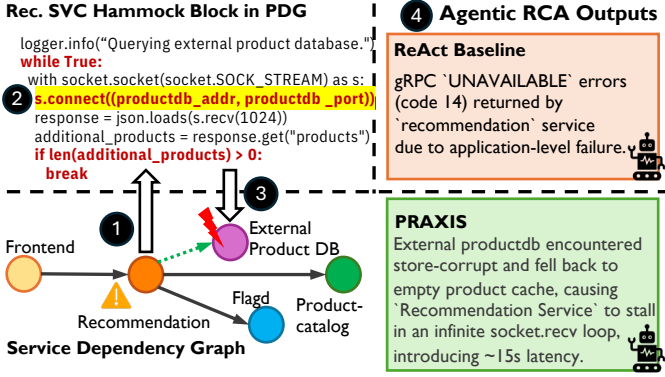 Rec. SVC Hammock Block in PDG
logger.info(“Querying external product database.")
while True:
with socket.socket(socket.SOCK_STREAM) as s:
2
s.connect((productdb_addr, productdb _port))
response = json.loads(s.recv(1024))
additional_products = response.get("products")
if len(additional_products) > 0:
break
4 Agentic RCA Outputs
ReAct Baseline
gRPC `UNAVAILABLE` errors
(code 14) returned by
`recommendation` service
due to application-level failure.
1
3
External
Product DB
Frontend
Recommendation
Flagd
Product-
catalog
Service Dependency Graph
PRAXIS
External productdb encountered
store-corrupt and fell back to
empty product cache, causing
`Recommendation Service` to stall
in an infinite socket.recv loop,
introducing ~15s latency.